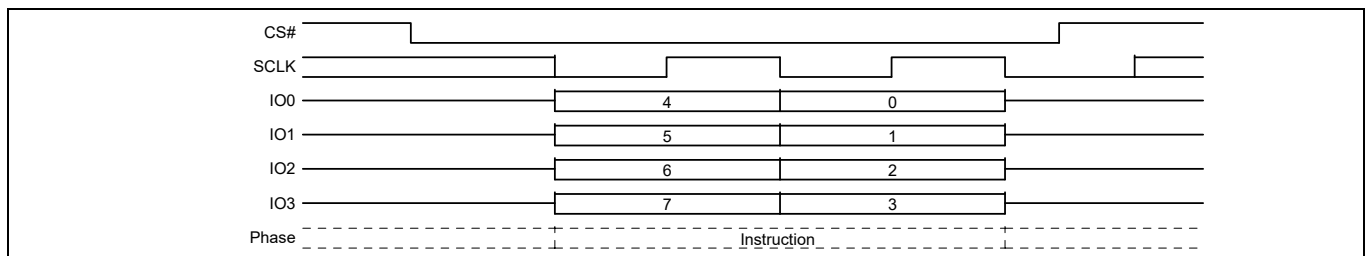 CS#
SCLK
IO0 4 0
IO1 5 1
IO2 6 2
IO3 7 3
Phase Instruction